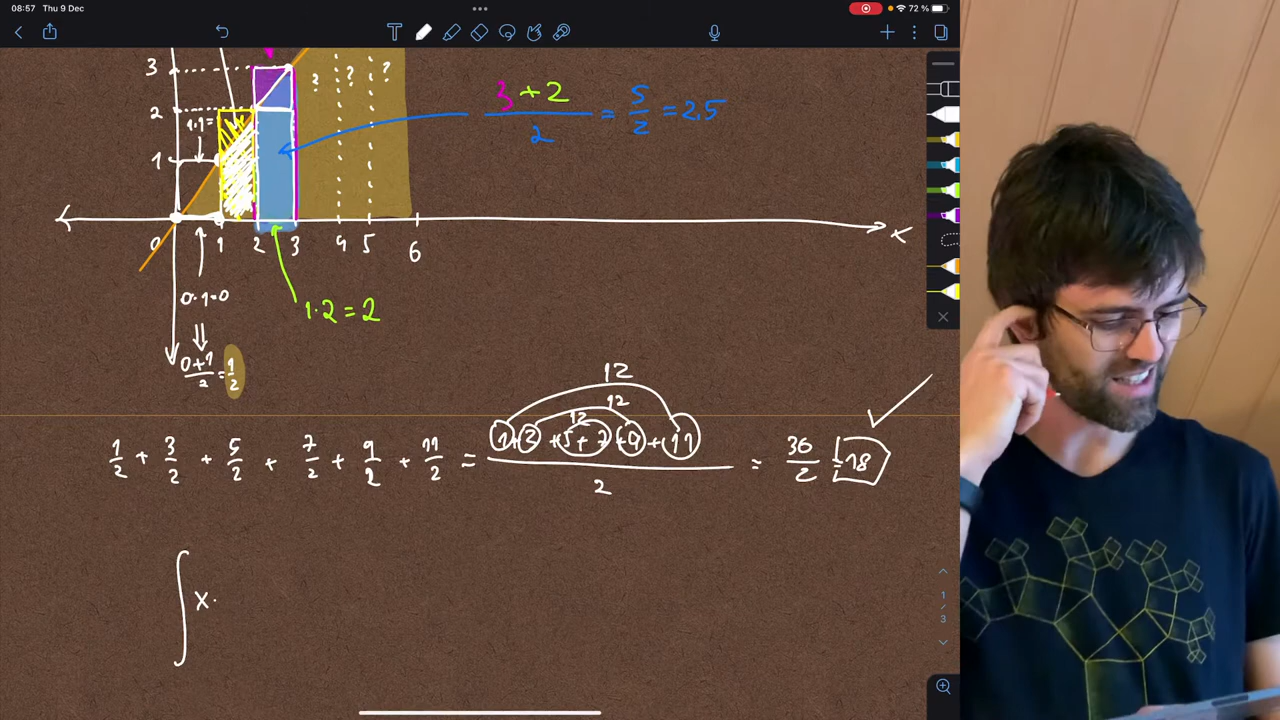 08:57 Thu 9 Dec
72 %
T
3
? ? ?
3 + 2 / 2 = 5/2 = 2.5
2
1·1=
1
0 1 2 3 4 5 6 x
0·1=0
1·2=2
0+1/2 = 1/2
12
12
12
1/2 + 3/2 + 5/2 + 7/2 + 9/2 + 11/2 = 1+3+5+7+9+11 / 2 = 36/2 = 18
∫ x·
1 / 3